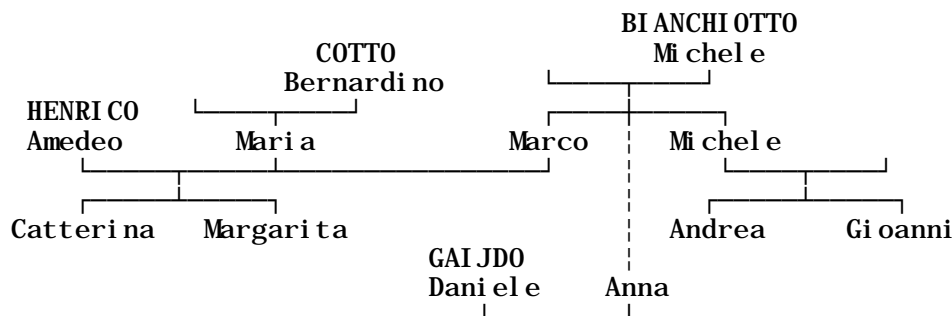 BIANCHIOTTO
COTTO Michele
Bernardino
HENRICO
Amedeo Maria Marco Michele
Catterina Margarita Andrea Gioanni
GAIJDO
Daniele Anna